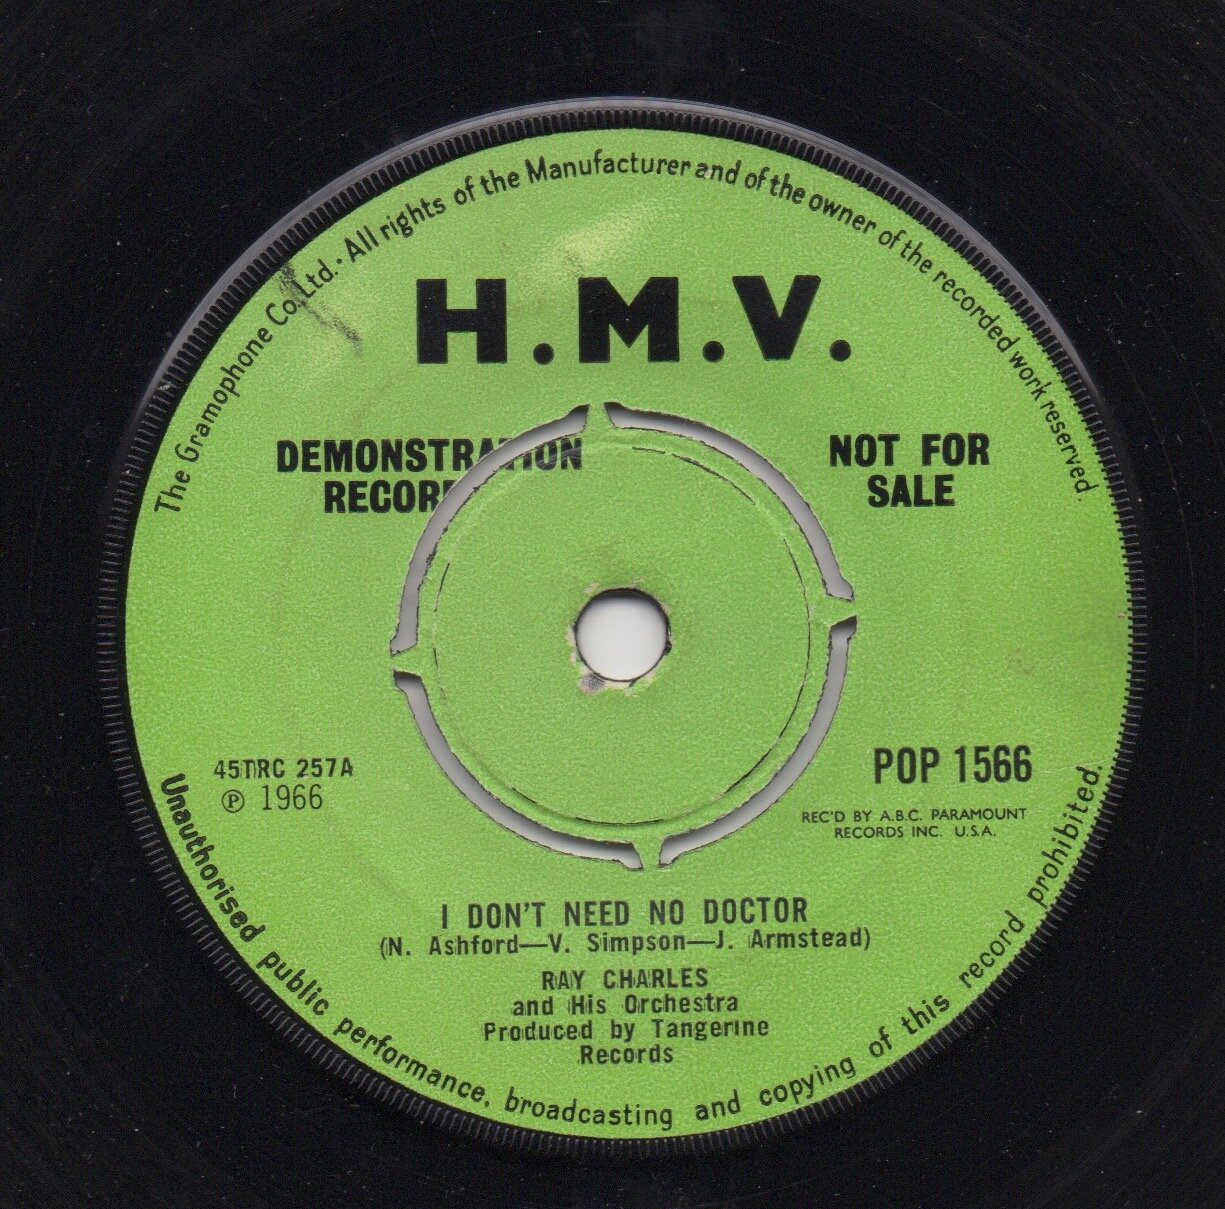 The Gramophone Co. Ltd. · All rights of the Manufacturer and of the owner of the recorded work reserved.
H.M.V.
DEMONSTRATION
RECORD
NOT FOR
SALE
45TRC 257A
℗ 1966
POP 1566
REC'D BY A.B.C. PARAMOUNT
RECORDS INC. U.S.A.
I DON'T NEED NO DOCTOR
(N. Ashford—V. Simpson—J. Armstead)
RAY CHARLES
and His Orchestra
Produced by Tangerine
Records
Unauthorised public performance, broadcasting and copying of this record prohibited.